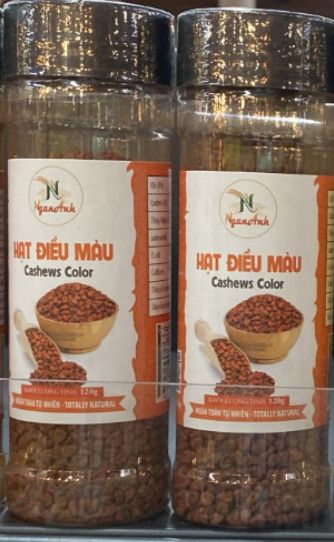 NganAnh
HẠT ĐIỀU MÀU
Cashews Color
KHỐI LƯỢNG TỊNH: 120g
HOÀN TOÀN TỰ NHIÊN - TOTALLY NATURAL
NganAnh
HẠT ĐIỀU MÀU
Cashews Color
KHỐI LƯỢNG TỊNH: 120g
HOÀN TOÀN TỰ NHIÊN - TOTALLY NATURAL